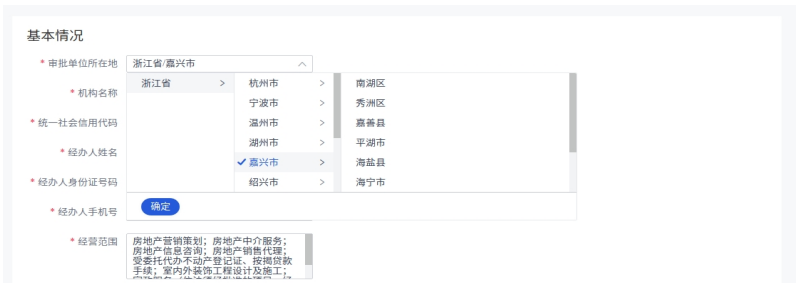 基本情况
* 审批单位所在地 浙江省/嘉兴市
浙江省 > 杭州市 > 南湖区
* 机构名称
宁波市 > 秀洲区
* 统一社会信用代码 温州市 > 嘉善县
湖州市 > 平湖市
* 经办人姓名
嘉兴市 > 海盐县
* 经办人身份证号码 绍兴市 > 海宁市
* 经办人手机号 确定
* 经营范围 房地产营销策划；房地产中介服务；
房地产信息咨询；房地产销售代理；
受委托代办不动产登记证、按揭贷款
手续；室内外装饰工程设计及施工；